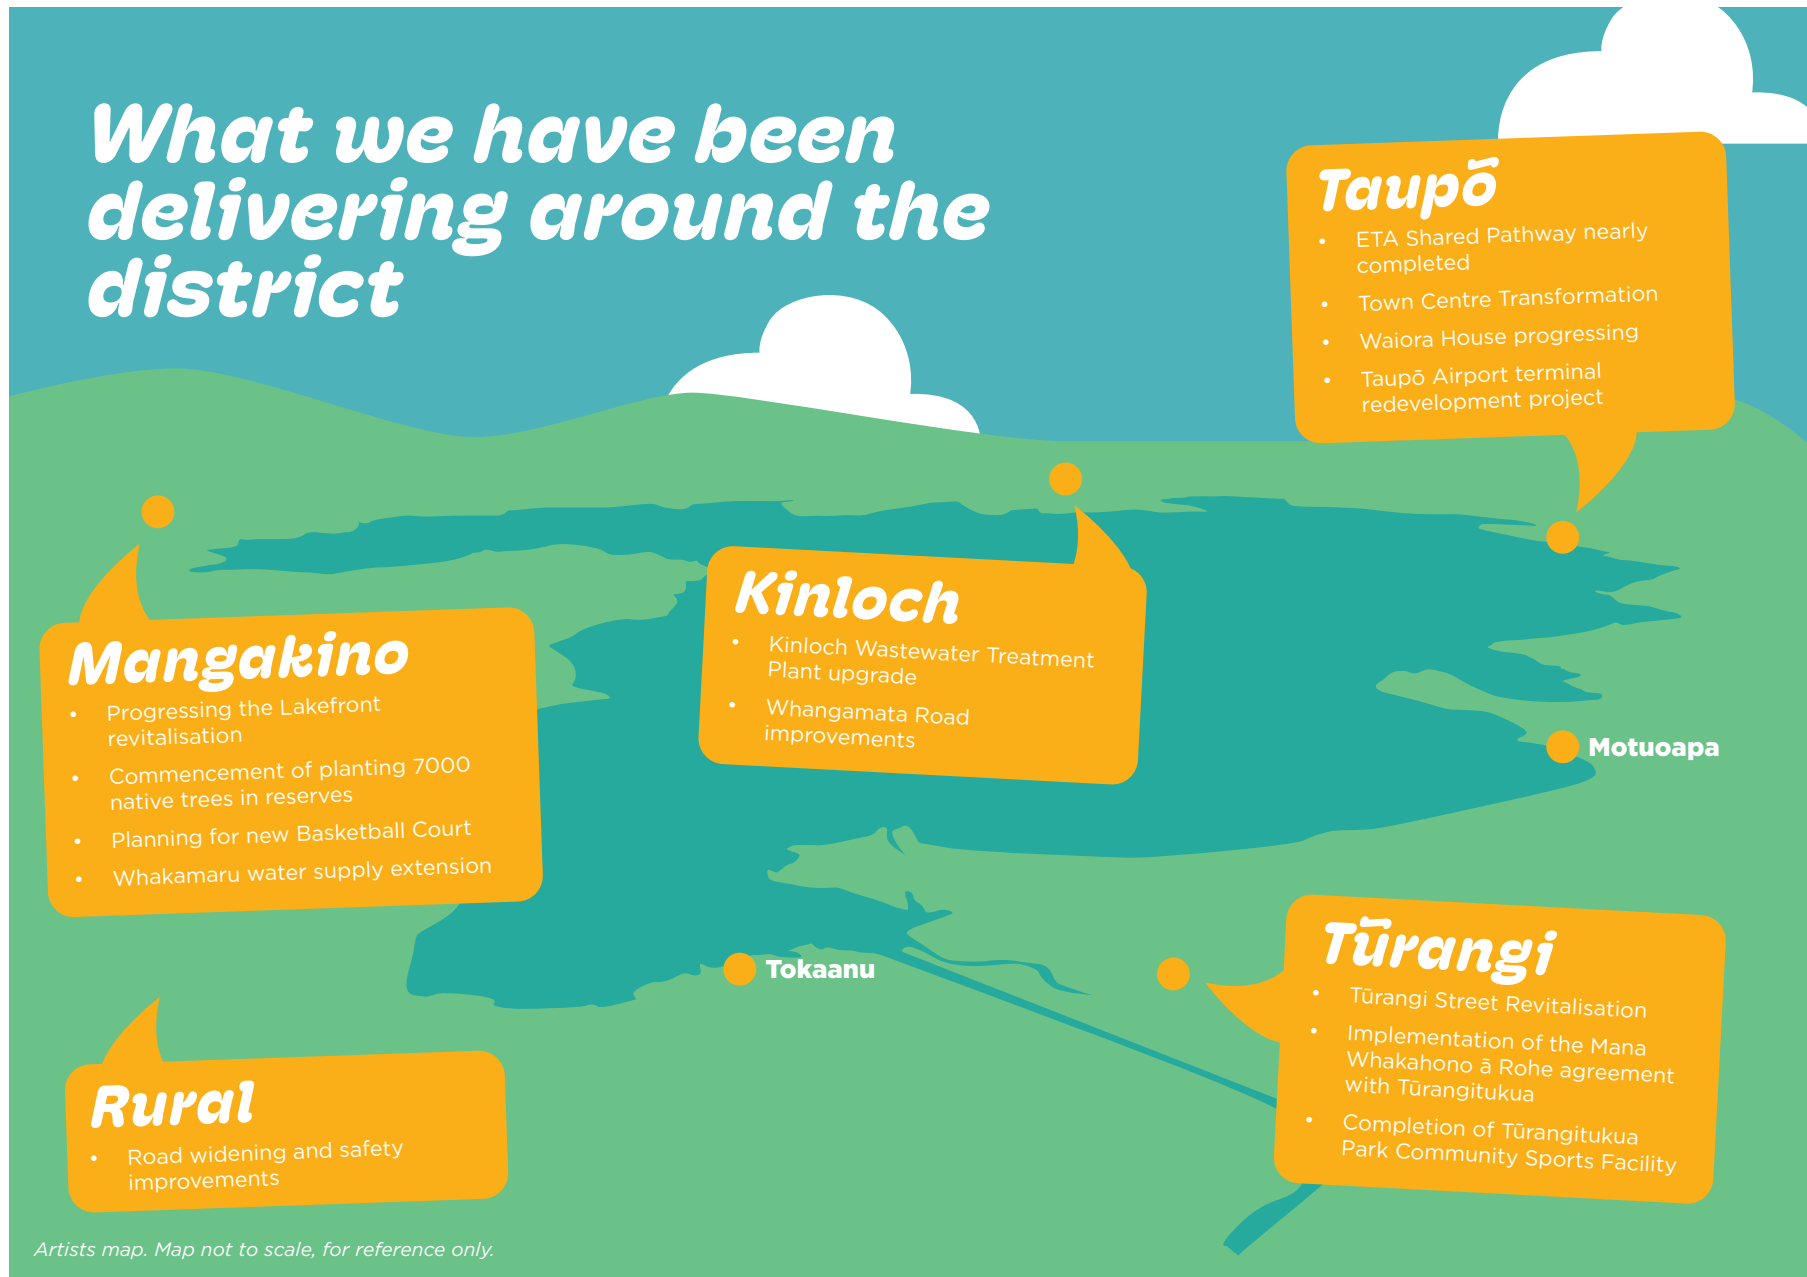 What we have been
delivering around the
district
Taupō
• ETA Shared Pathway nearly
completed
• Town Centre Transformation
• Waiora House progressing
• Taupō Airport terminal
redevelopment project
Kinloch
• Kinloch Wastewater Treatment
Plant upgrade
• Whangamata Road
improvements
Mangakino
• Progressing the Lakefront
revitalisation
• Commencement of planting 7000
native trees in reserves
• Planning for new Basketball Court
• Whakamaru water supply extension
Motuoapa
Tokaanu
Tūrangi
• Tūrangi Street Revitalisation
• Implementation of the Mana
Whakahono ā Rohe agreement
with Tūrangitukua
• Completion of Tūrangitukua
Park Community Sports Facility
Rural
• Road widening and safety
improvements
Artists map. Map not to scale, for reference only.